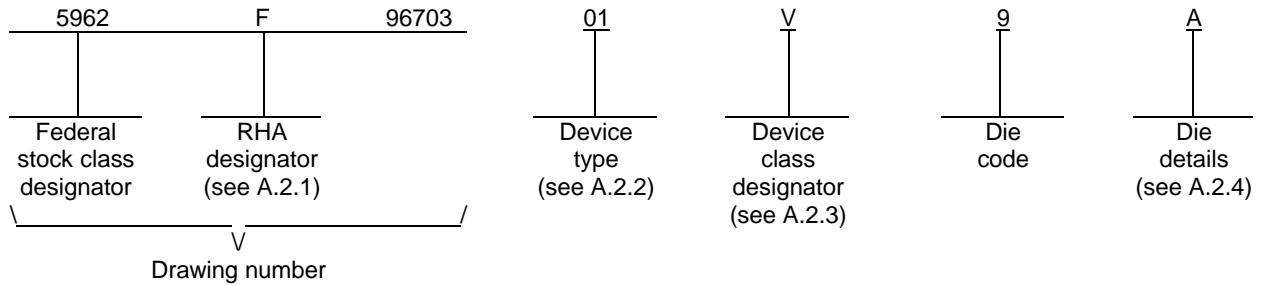 5962 F 96703 01 V 9 A
Federal stock class designator
RHA designator (see A.2.1)
Device type (see A.2.2)
Device class designator (see A.2.3)
Die code
Die details (see A.2.4)
Drawing number